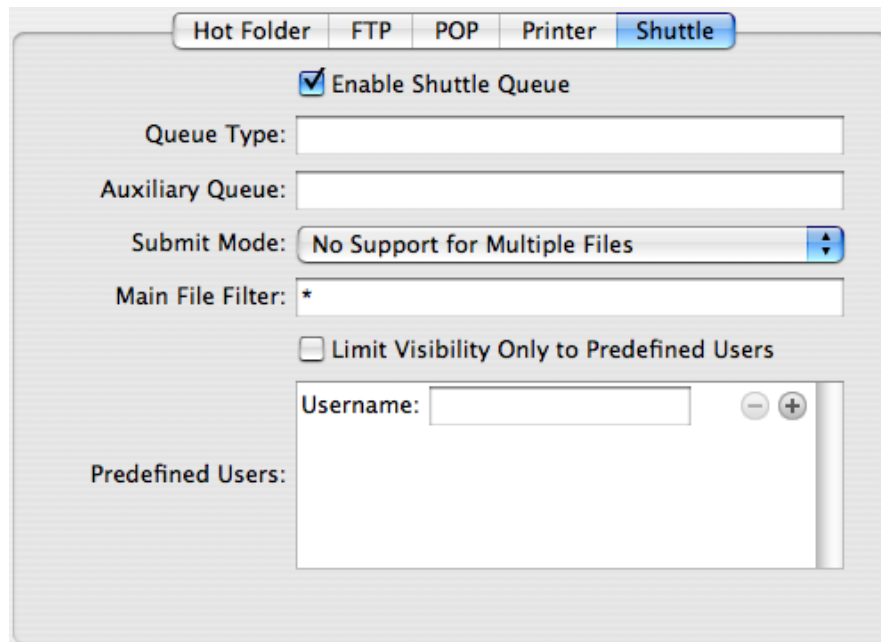 Hot Folder FTP POP Printer Shuttle
Enable Shuttle Queue
Queue Type:
Auxiliary Queue:
Submit Mode: No Support for Multiple Files
Main File Filter: *
Limit Visibility Only to Predefined Users
Username:
Predefined Users: